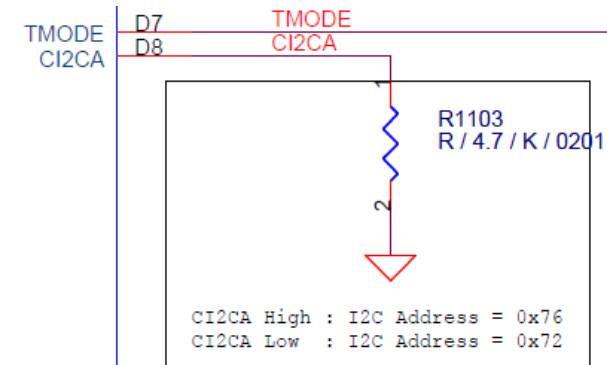 TMODE D7 TMODE
CI2CA D8 CI2CA
1
R1103
R / 4.7 / K / 0201
2
CI2CA High : I2C Address = 0x76
CI2CA Low  : I2C Address = 0x72